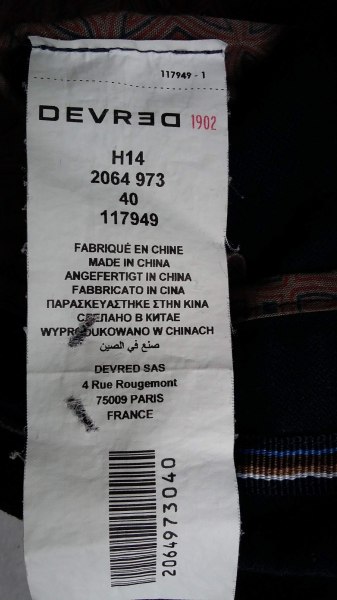 117949 - 1
DEVRED 1902
H14
2064 973
40
117949
FABRIQUÉ EN CHINE
MADE IN CHINA
ANGEFERTIGT IN CHINA
FABBRICATO IN CINA
ΠΑΡΑΣΚΕΥΑΣΤΗΚΕ ΣΤΗΝ ΚΙΝΑ
СДЕЛАНО В КИТАЕ
WYPRODUKOWANO W CHINACH
صنع في الصين
DEVRED SAS
4 Rue Rougemont
75009 PARIS
FRANCE
2064973040